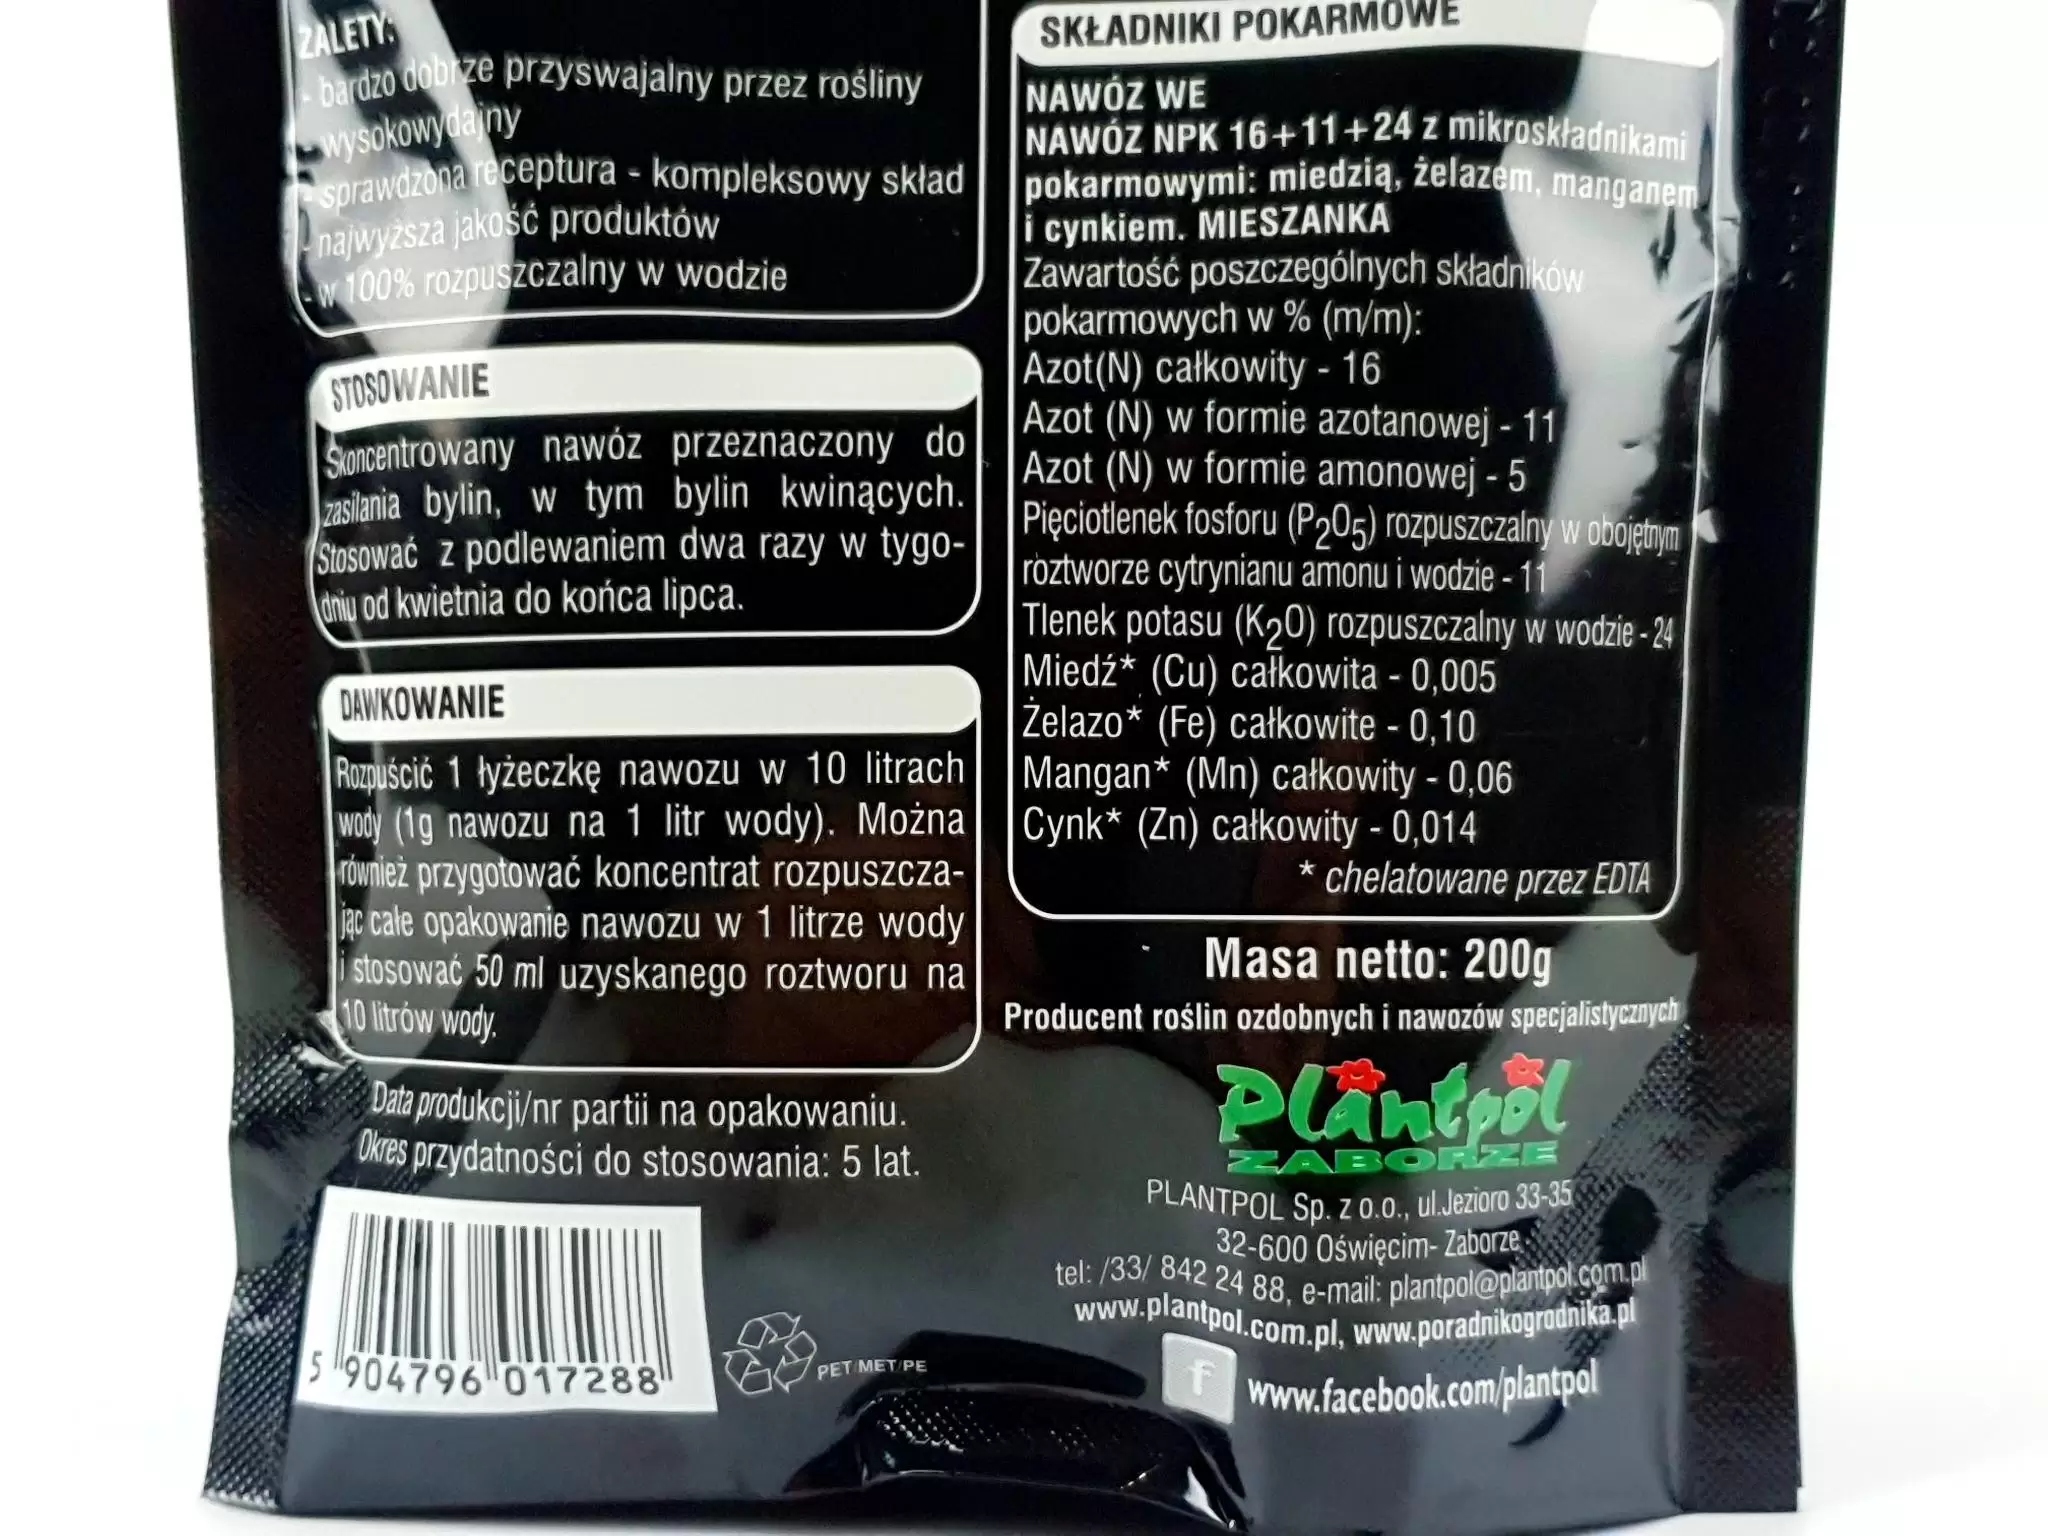 ZALETY:
- bardzo dobrze przyswajalny przez rośliny
- wysokowydajny
- sprawdzona receptura - kompleksowy skład
- najwyższa jakość produktów
- w 100% rozpuszczalny w wodzie
STOSOWANIE
Skoncentrowany nawóz przeznaczony do
zasilania bylin, w tym bylin kwinących.
Stosować z podlewaniem dwa razy w tygo-
dniu od kwietnia do końca lipca.
DAWKOWANIE
Rozpuścić 1 łyżeczkę nawozu w 10 litrach
wody (1g nawozu na 1 litr wody). Można
również przygotować koncentrat rozpuszcza-
jąc całe opakowanie nawozu w 1 litrze wody
i stosować 50 ml uzyskanego roztworu na
10 litrów wody.
Data produkcji/nr partii na opakowaniu.
Okres przydatności do stosowania: 5 lat.
5 904796 017288
PET/MET/PE
SKŁADNIKI POKARMOWE
NAWÓZ WE
NAWÓZ NPK 16+11+24 z mikroskładnikami
pokarmowymi: miedzią, żelazem, manganem
i cynkiem. MIESZANKA
Zawartość poszczególnych składników
pokarmowych w % (m/m):
Azot(N) całkowity - 16
Azot (N) w formie azotanowej - 11
Azot (N) w formie amonowej - 5
Pięciotlenek fosforu (P₂O₅) rozpuszczalny w obojętnym
roztworze cytrynianu amonu i wodzie - 11
Tlenek potasu (K₂O) rozpuszczalny w wodzie - 24
Miedź* (Cu) całkowita - 0,005
Żelazo* (Fe) całkowite - 0,10
Mangan* (Mn) całkowity - 0,06
Cynk* (Zn) całkowity - 0,014
* chelatowane przez EDTA
Masa netto: 200g
Producent roślin ozdobnych i nawozów specjalistycznych
Plantpol
ZABORZE
PLANTPOL Sp. z o.o., ul.Jezioro 33-35
32-600 Oświęcim- Zaborze
tel: /33/ 842 24 88, e-mail: plantpol@plantpol.com.pl
www.plantpol.com.pl, www.poradnikogrodnika.pl
f www.facebook.com/plantpol